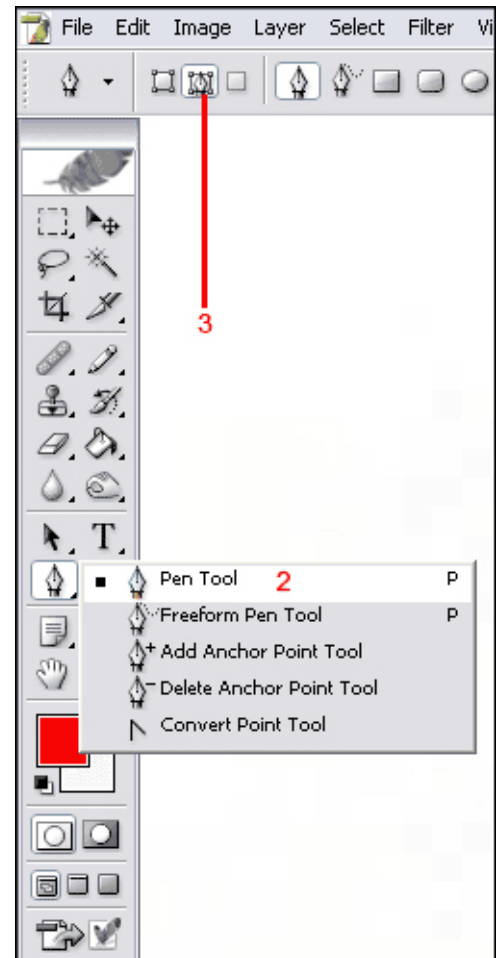 File Edit Image Layer Select Filter Vi
3
T
Pen Tool 2 P
Freeform Pen Tool P
Add Anchor Point Tool
Delete Anchor Point Tool
Convert Point Tool